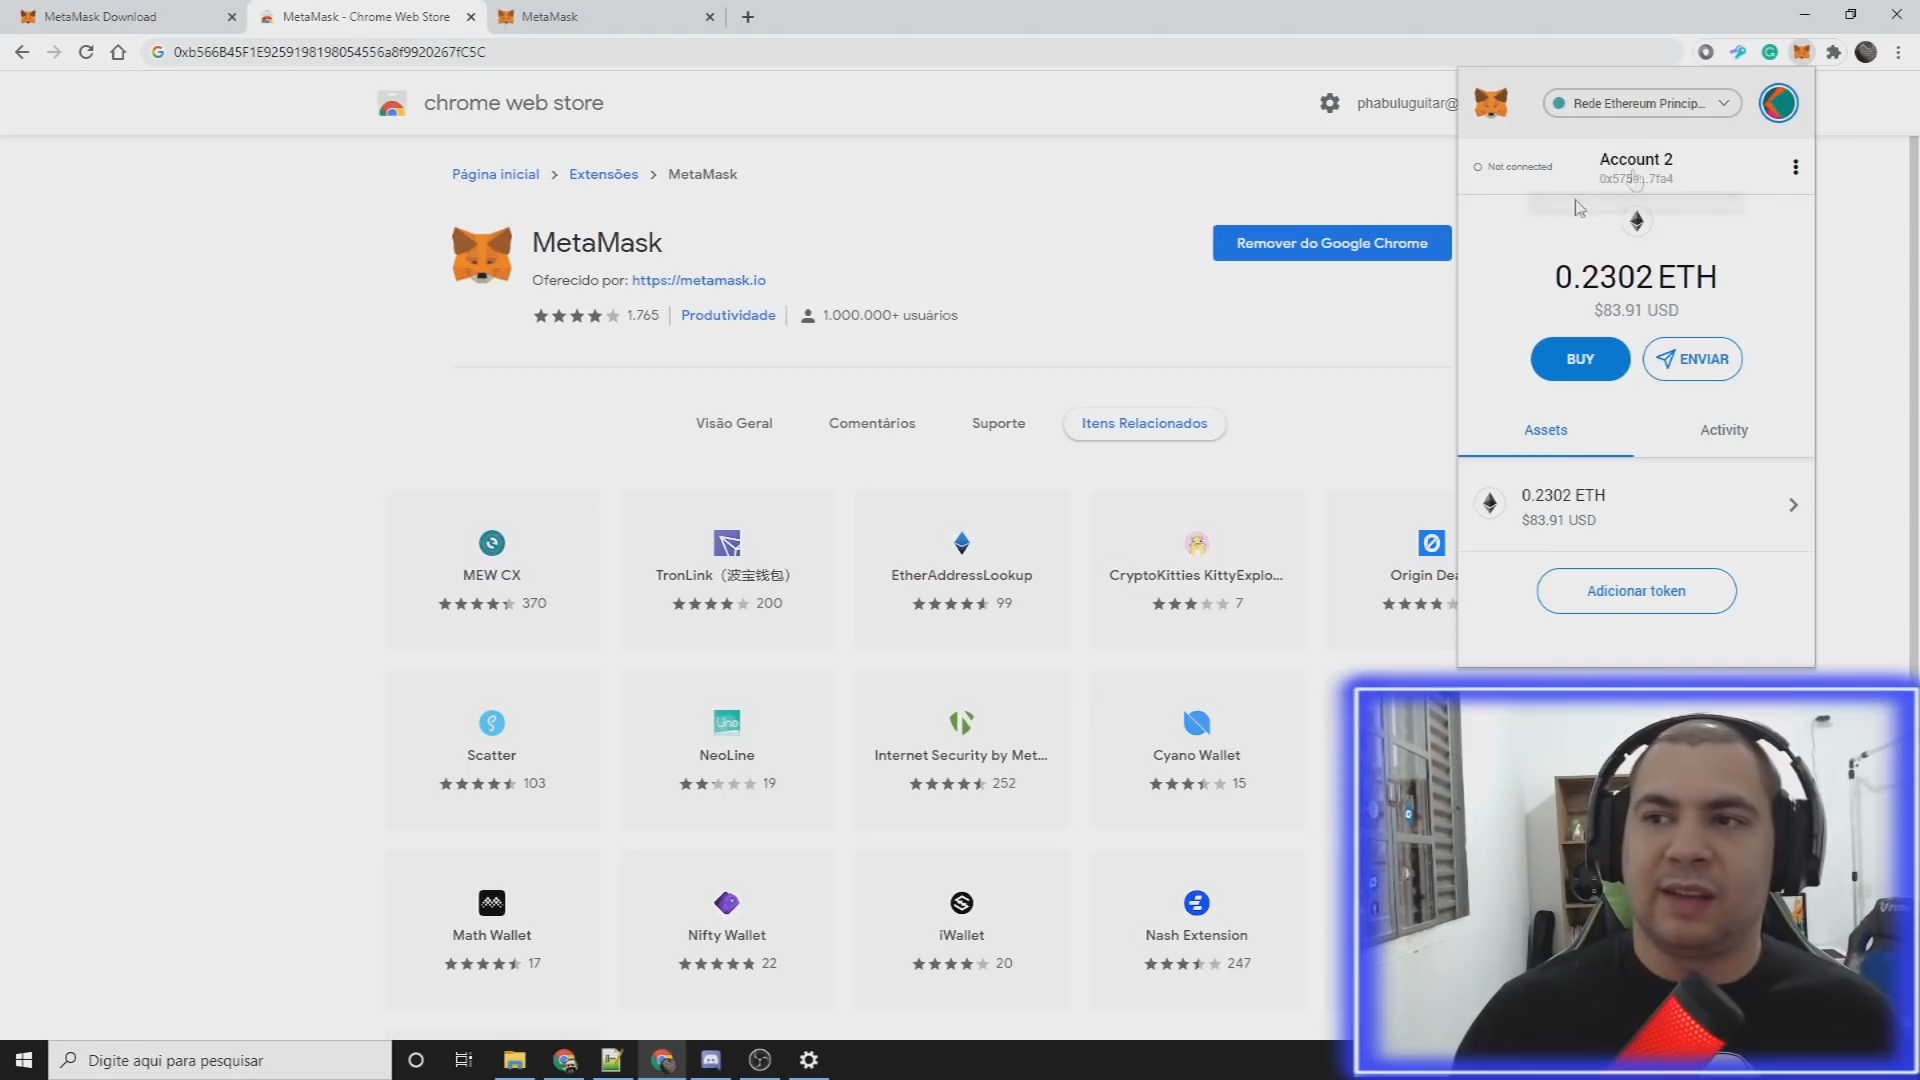 MetaMask Download
MetaMask - Chrome Web Store
MetaMask
0xb566B45F1E9259198198054556a8f9920267fC5C
chrome web store
phabuluguitar@
Página inicial > Extensões > MetaMask
MetaMask
Oferecido por: https://metamask.io
1.765
Produtividade
1.000.000+ usuários
Remover do Google Chrome
Visão Geral
Comentários
Suporte
Itens Relacionados
MEW CX
370
TronLink（波宝钱包）
200
EtherAddressLookup
99
CryptoKitties KittyExplo...
7
Origin De
Scatter
103
NeoLine
19
Internet Security by Met...
252
Cyano Wallet
15
Math Wallet
17
Nifty Wallet
22
iWallet
20
Nash Extension
247
Rede Ethereum Princip...
Not connected
Account 2
0.2302 ETH
$83.91 USD
BUY
ENVIAR
Assets
Activity
0.2302 ETH
$83.91 USD
Adicionar token
Line
Digite aqui para pesquisar